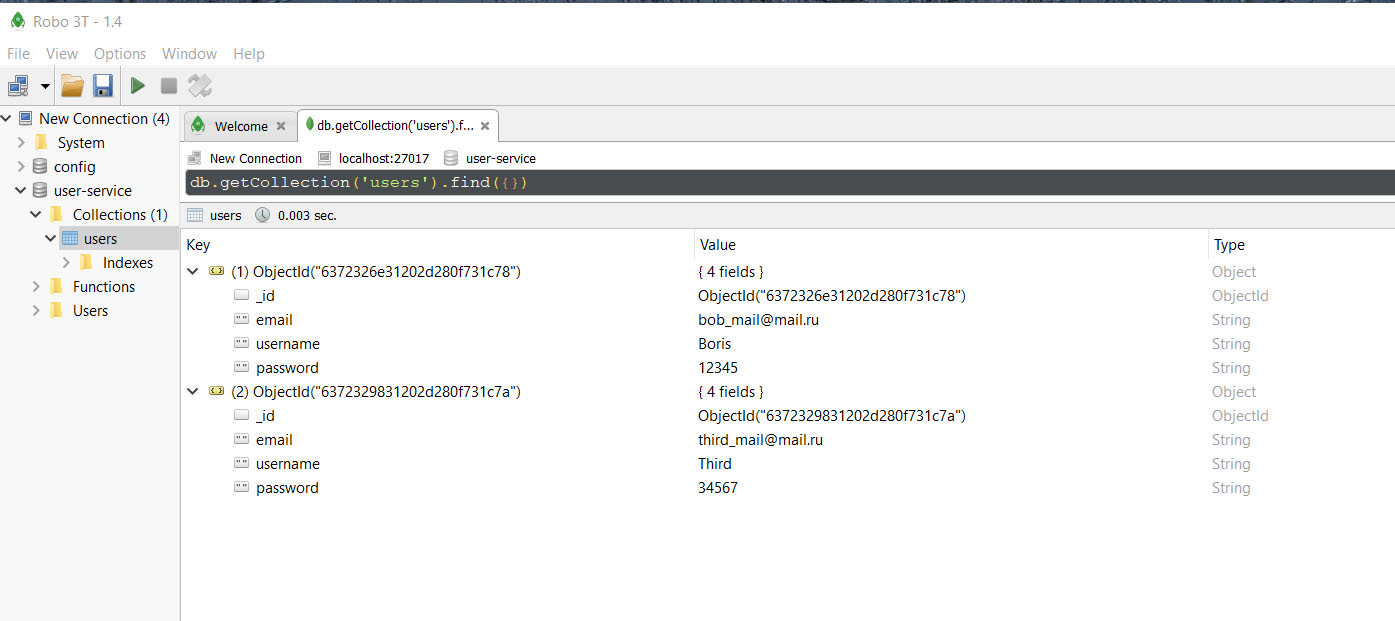 Robo 3T - 1.4
File View Options Window Help
New Connection (4)
System
config
user-service
Collections (1)
users
Indexes
Functions
Users
Welcome
db.getCollection('users').f...
New Connection localhost:27017 user-service
db.getCollection('users').find({})
users 0.003 sec.
Key Value Type
(1) ObjectId("6372326e31202d280f731c78") { 4 fields } Object
_id ObjectId("6372326e31202d280f731c78") ObjectId
email bob_mail@mail.ru String
username Boris String
password 12345 String
(2) ObjectId("6372329831202d280f731c7a") { 4 fields } Object
_id ObjectId("6372329831202d280f731c7a") ObjectId
email third_mail@mail.ru String
username Third String
password 34567 String